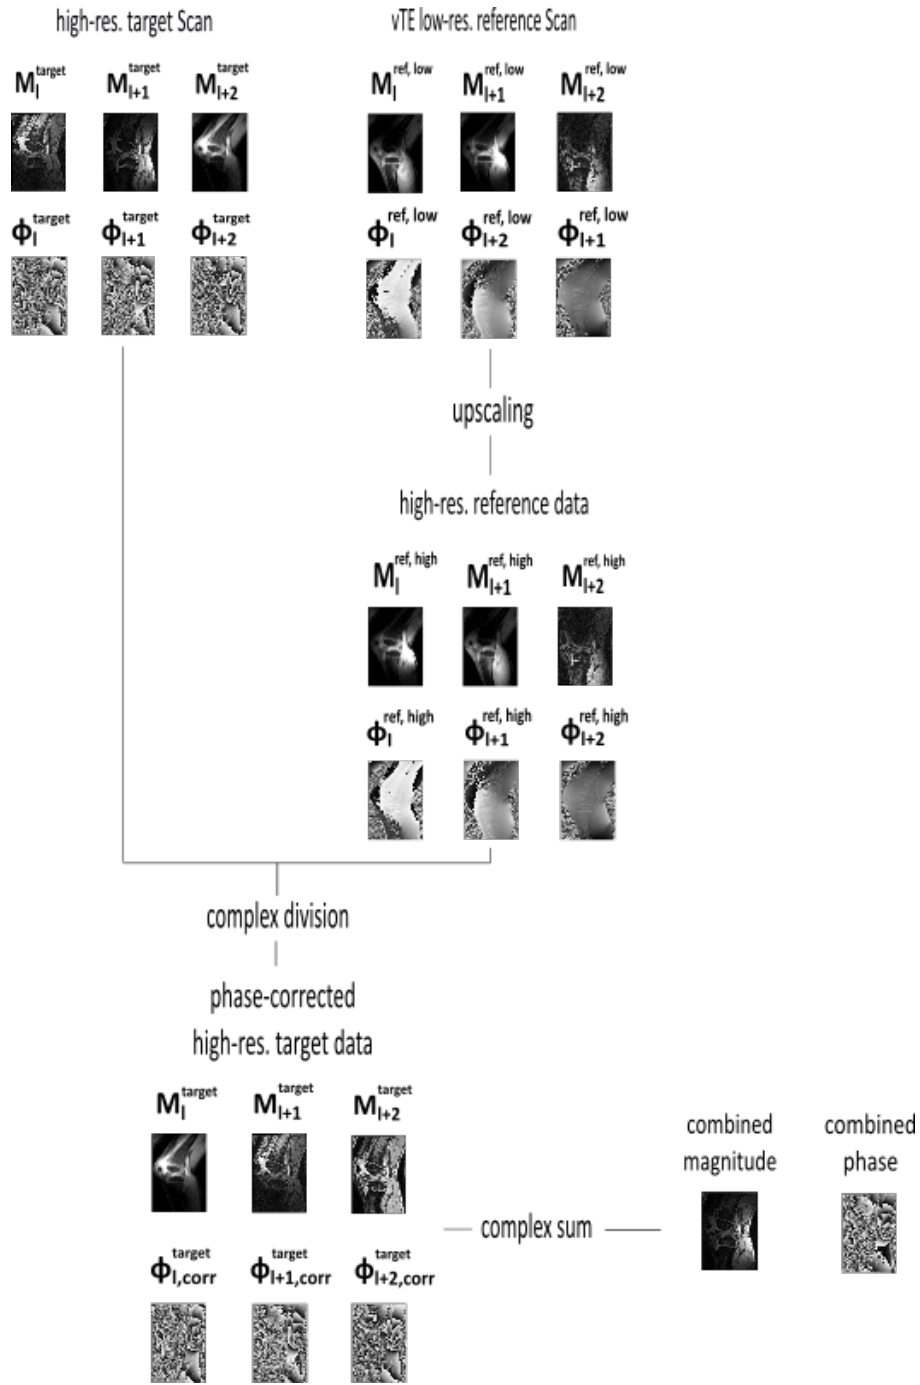 high-res. target Scan
vTE low-res. reference Scan
M_l^target M_l+1^target M_l+2^target
M_l^ref, low M_l+1^ref, low M_l+2^ref, low
Φ_l^target Φ_l+1^target Φ_l+2^target
Φ_l^ref, low Φ_l+2^ref, low Φ_l+1^ref, low
upscaling
high-res. reference data
M_l^ref, high M_l+1^ref, high M_l+2^ref, high
Φ_l^ref, high Φ_l+1^ref, high Φ_l+2^ref, high
complex division
phase-corrected
high-res. target data
M_l^target M_l+1^target M_l+2^target
Φ_l,corr^target Φ_l+1,corr^target Φ_l+2,corr^target
complex sum
combined
magnitude
combined
phase